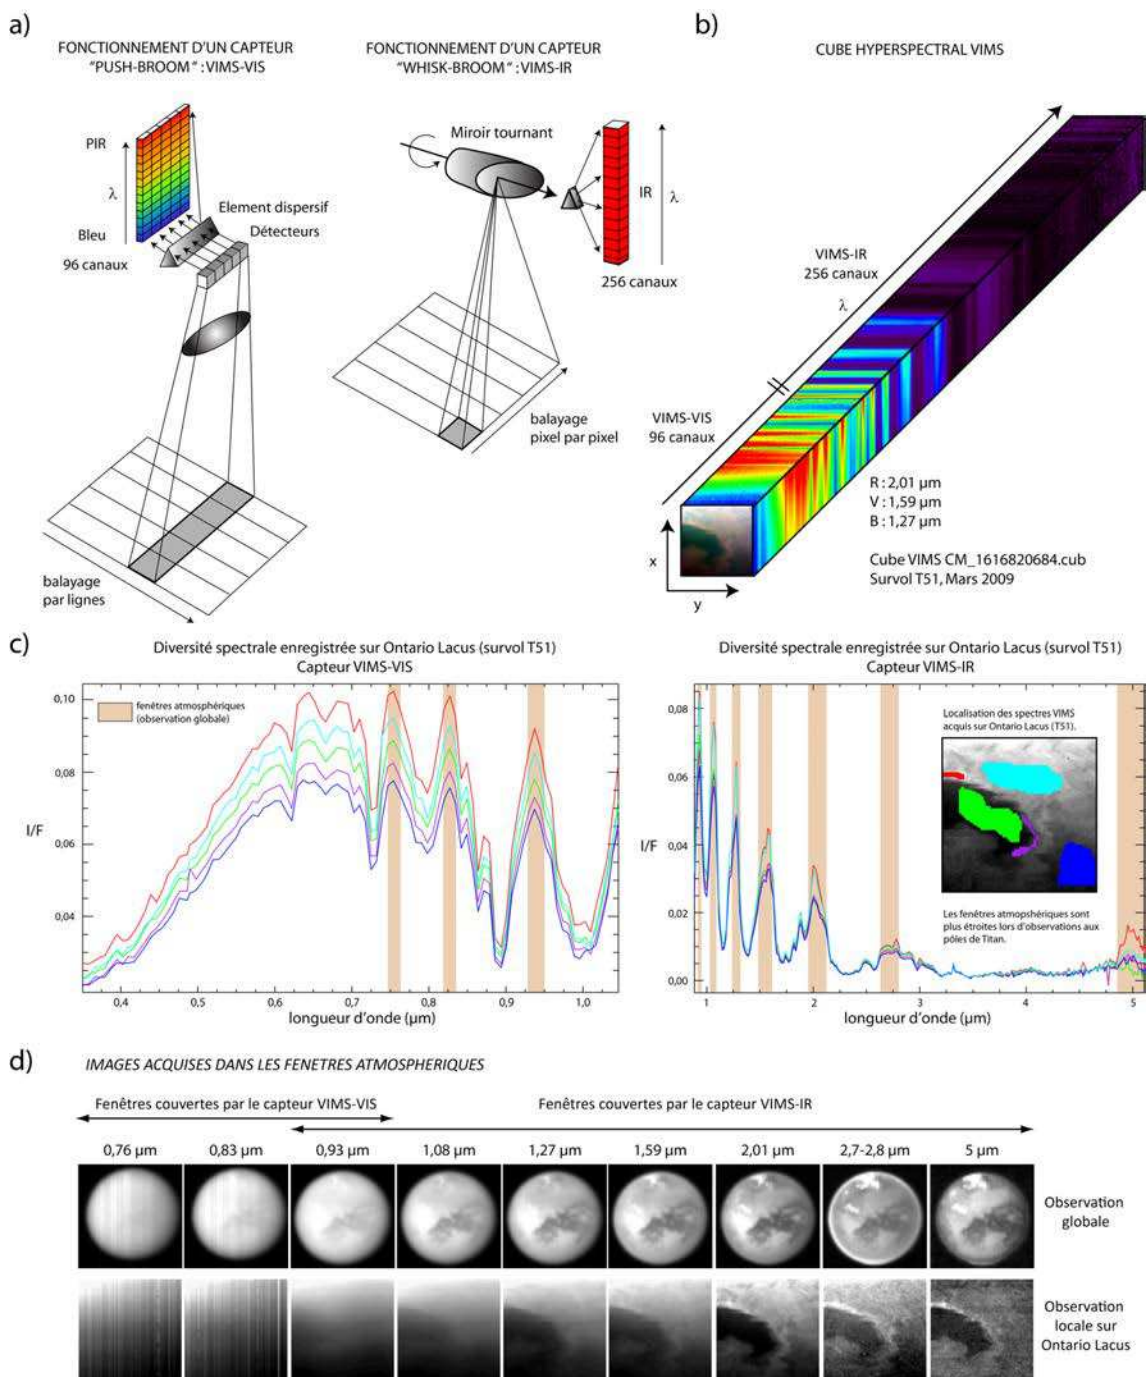 a)
FONCTIONNEMENT D'UN CAPTEUR
"PUSH-BROOM" : VIMS-VIS
PIR
λ
Bleu
96 canaux
Element dispersif
Détecteurs
balayage
par lignes
FONCTIONNEMENT D'UN CAPTEUR
"WHISK-BROOM" : VIMS-IR
Miroir tournant
IR
λ
256 canaux
balayage
pixel par pixel
b)
CUBE HYPERSPECTRAL VIMS
VIMS-IR
256 canaux
λ
VIMS-VIS
96 canaux
R : 2,01 µm
V : 1,59 µm
B : 1,27 µm
x
y
Cube VIMS CM_1616820684.cub
Survol T51, Mars 2009
c)
Diversité spectrale enregistrée sur Ontario Lacus (survol T51)
Capteur VIMS-VIS
fenêtres atmosphériques
(observation globale)
I/F
0,10
0,08
0,06
0,04
0,4 0,5 0,6 0,7 0,8 0,9 1,0
longueur d'onde (µm)
Diversité spectrale enregistrée sur Ontario Lacus (survol T51)
Capteur VIMS-IR
I/F
0,08
0,06
0,04
0,02
0,00
Localisation des spectres VIMS
acquis sur Ontario Lacus (T51).
Les fenêtres atmopshériques sont
plus étroites lors d'observations aux
pôles de Titan.
1 2 3 4 5
longueur d'onde (µm)
d)
IMAGES ACQUISES DANS LES FENETRES ATMOSPHERIQUES
Fenêtres couvertes par le capteur VIMS-VIS
Fenêtres couvertes par le capteur VIMS-IR
0,76 µm 0,83 µm 0,93 µm 1,08 µm 1,27 µm 1,59 µm 2,01 µm 2,7-2,8 µm 5 µm
Observation
globale
Observation
locale sur
Ontario Lacus